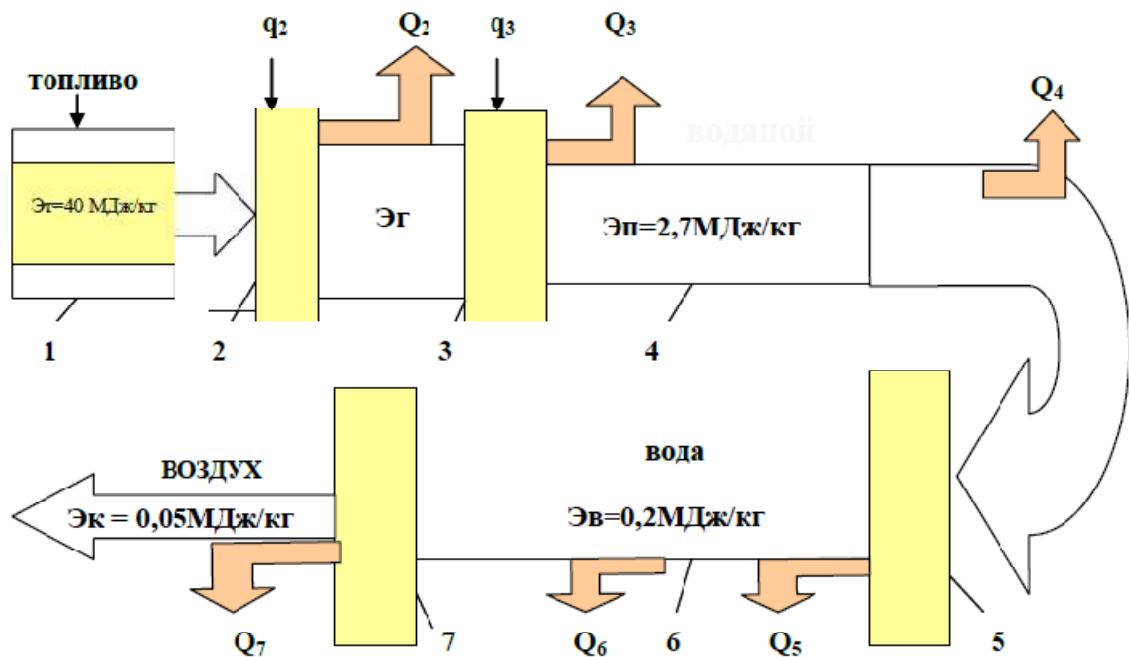 q2 Q2 q3 Q3
топливо
водяной
Q4
Эт=40 МДж/кг
Эг
Эп=2,7МДж/кг
1 2 3 4
вода
ВОЗДУХ
Эк = 0,05МДж/кг
Эв=0,2МДж/кг
Q7 7 Q6 6 Q5 5